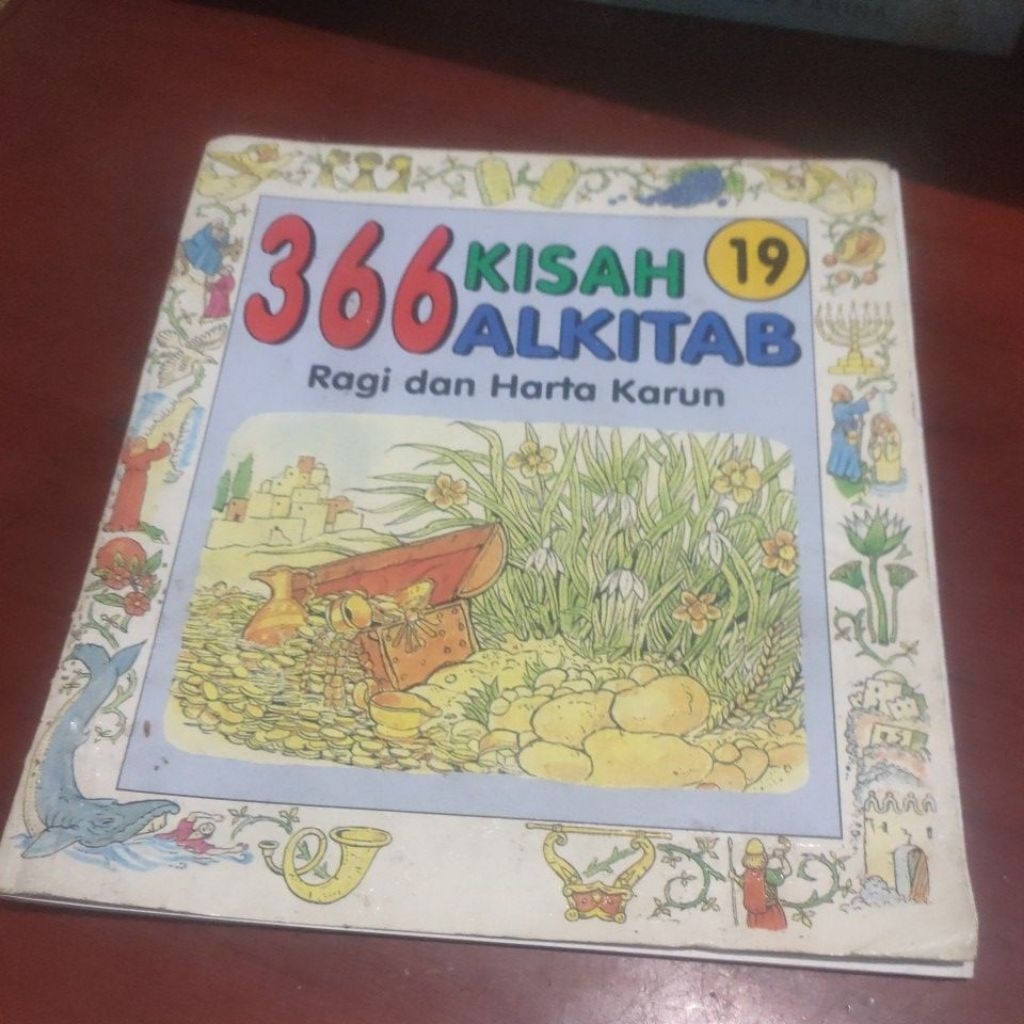 366 KISAH 19
ALKITAB
Ragi dan Harta Karun